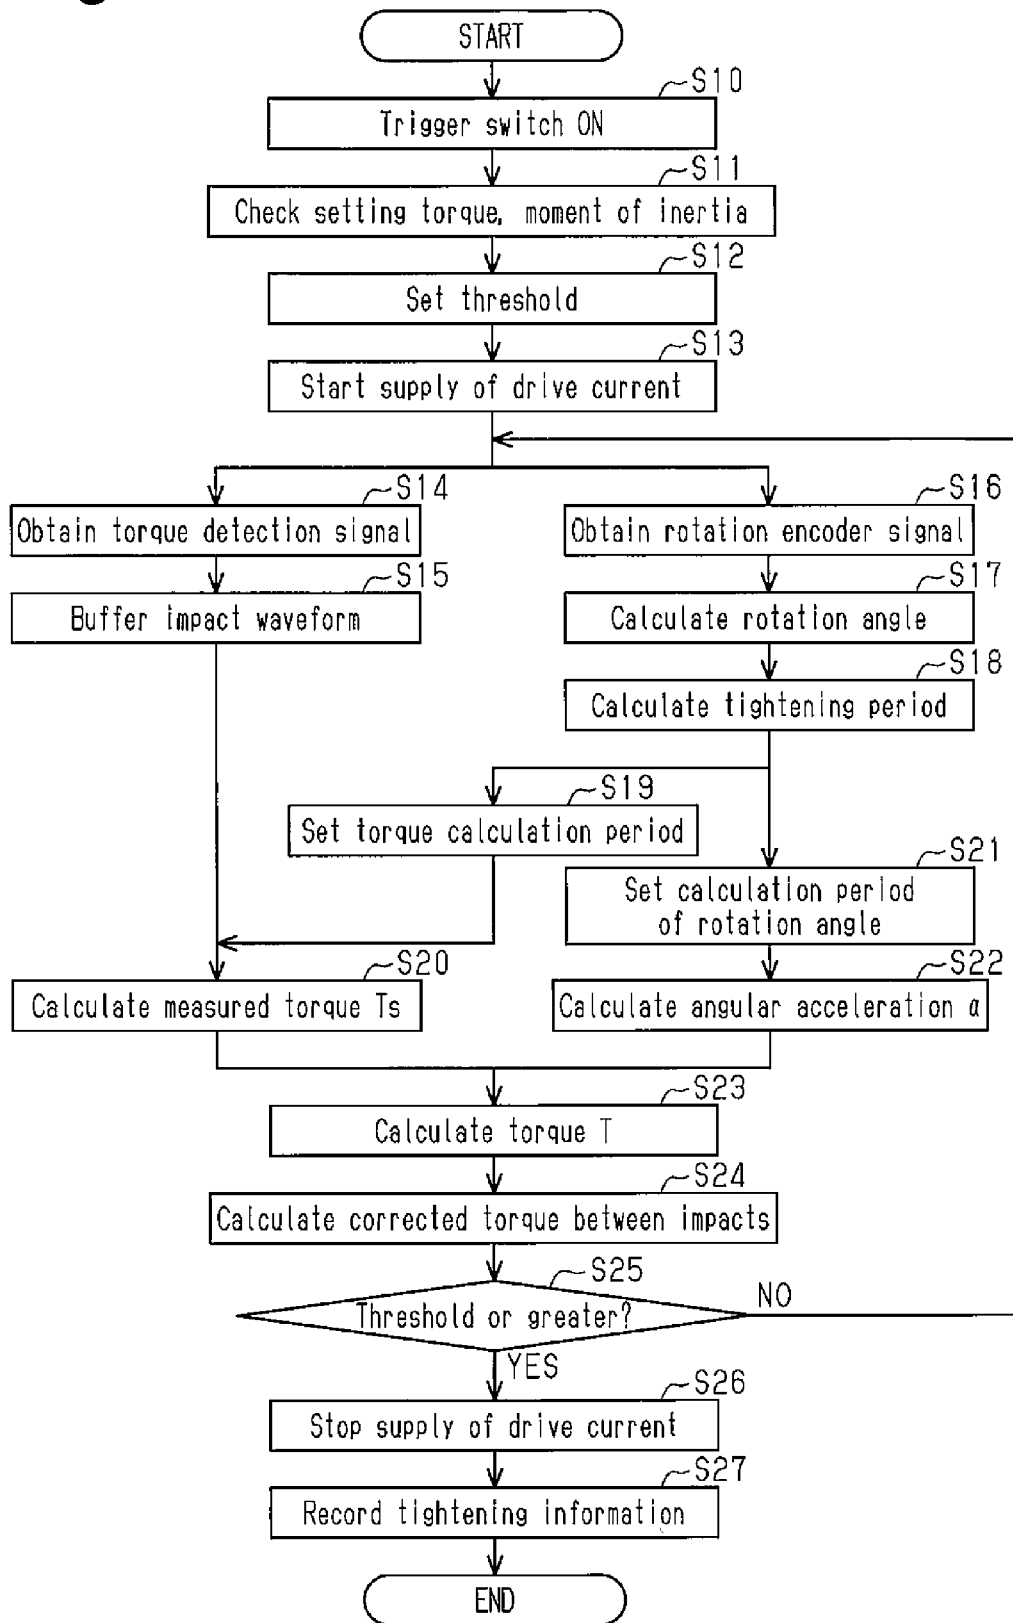 START
S10
Trigger switch ON
S11
Check setting torque, moment of inertia
S12
Set threshold
S13
Start supply of drive current
S14
Obtain torque detection signal
S15
Buffer impact waveform
S16
Obtain rotation encoder signal
S17
Calculate rotation angle
S18
Calculate tightening period
S19
Set torque calculation period
S21
Set calculation period
of rotation angle
S20
Calculate measured torque Ts
S22
Calculate angular acceleration α
S23
Calculate torque T
S24
Calculate corrected torque between impacts
S25
Threshold or greater?
NO
YES
S26
Stop supply of drive current
S27
Record tightening information
END